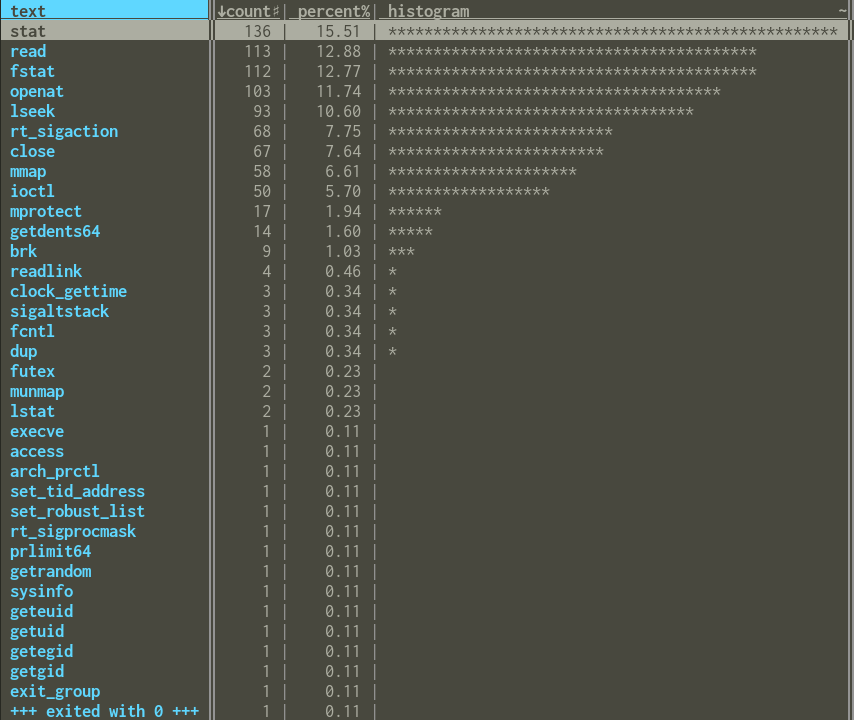 text ↓count♯ percent% histogram ~
stat 136 | 15.51 | **************************************************
read 113 | 12.88 | *****************************************
fstat 112 | 12.77 | *****************************************
openat 103 | 11.74 | *************************************
lseek 93 | 10.60 | **********************************
rt_sigaction 68 | 7.75 | *************************
close 67 | 7.64 | ************************
mmap 58 | 6.61 | *********************
ioctl 50 | 5.70 | ******************
mprotect 17 | 1.94 | ******
getdents64 14 | 1.60 | *****
brk 9 | 1.03 | ***
readlink 4 | 0.46 | *
clock_gettime 3 | 0.34 | *
sigaltstack 3 | 0.34 | *
fcntl 3 | 0.34 | *
dup 3 | 0.34 | *
futex 2 | 0.23 |
munmap 2 | 0.23 |
lstat 2 | 0.23 |
execve 1 | 0.11 |
access 1 | 0.11 |
arch_prctl 1 | 0.11 |
set_tid_address 1 | 0.11 |
set_robust_list 1 | 0.11 |
rt_sigprocmask 1 | 0.11 |
prlimit64 1 | 0.11 |
getrandom 1 | 0.11 |
sysinfo 1 | 0.11 |
geteuid 1 | 0.11 |
getuid 1 | 0.11 |
getegid 1 | 0.11 |
getgid 1 | 0.11 |
exit_group 1 | 0.11 |
+++ exited with 0 +++ 1 | 0.11 |